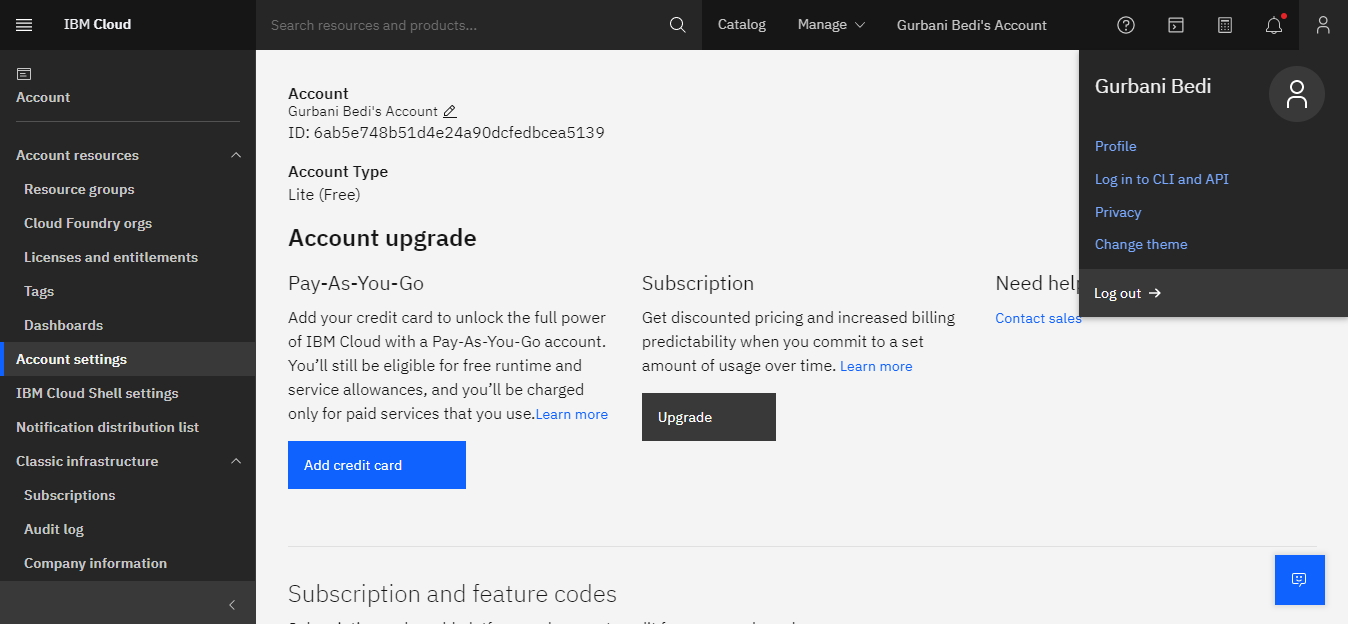 IBM Cloud
Search resources and products...
Catalog
Manage
Gurbani Bedi's Account
Account
Account resources
Resource groups
Cloud Foundry orgs
Licenses and entitlements
Tags
Dashboards
Account settings
IBM Cloud Shell settings
Notification distribution list
Classic infrastructure
Subscriptions
Audit log
Company information
Account
Gurbani Bedi's Account
ID: 6ab5e748b51d4e24a90dcfedbcea5139
Account Type
Lite (Free)
Account upgrade
Pay-As-You-Go
Add your credit card to unlock the full power
of IBM Cloud with a Pay-As-You-Go account.
You’ll still be eligible for free runtime and
service allowances, and you’ll be charged
only for paid services that you use.Learn more
Add credit card
Subscription
Get discounted pricing and increased billing
predictability when you commit to a set
amount of usage over time. Learn more
Upgrade
Need help
Contact sales
Gurbani Bedi
Profile
Log in to CLI and API
Privacy
Change theme
Log out →
Subscription and feature codes